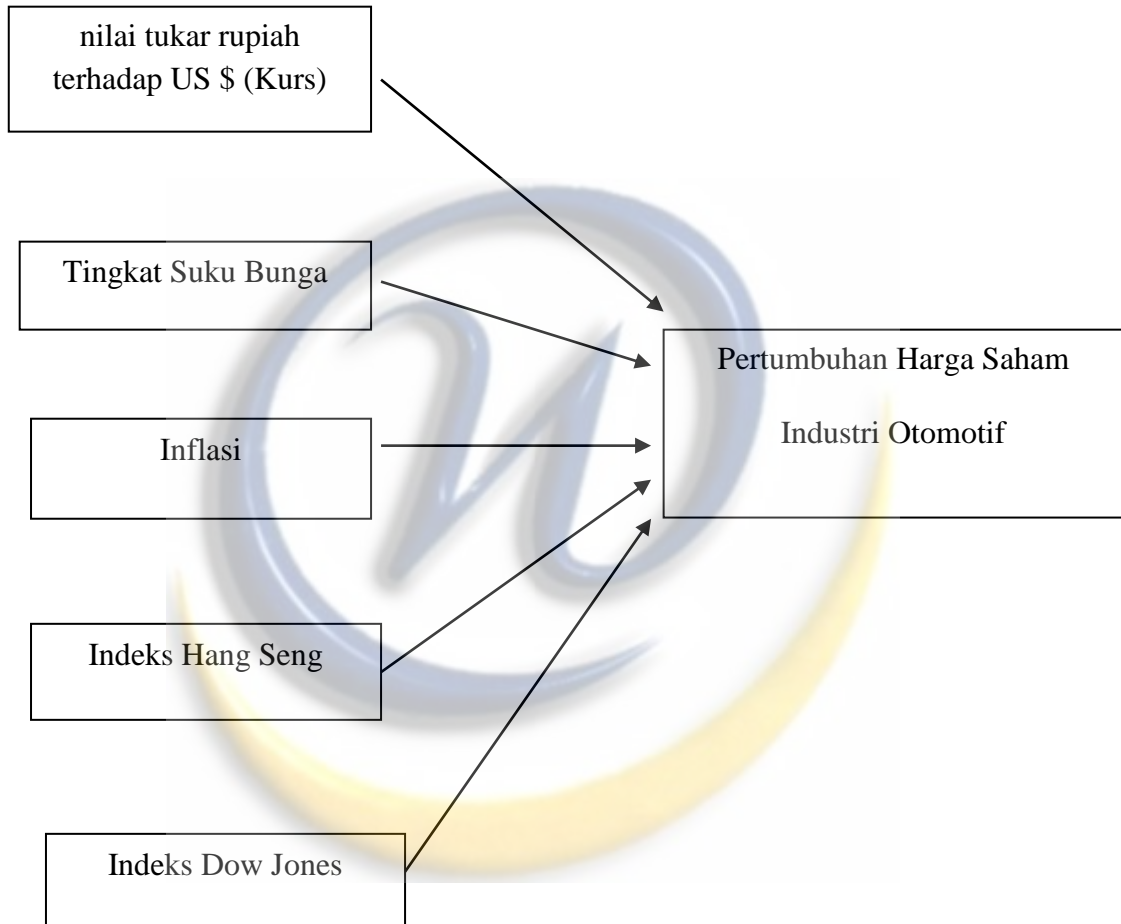 nilai tukar rupiah
terhadap US $ (Kurs)
Tingkat Suku Bunga
Pertumbuhan Harga Saham
Industri Otomotif
Inflasi
Indeks Hang Seng
Indeks Dow Jones